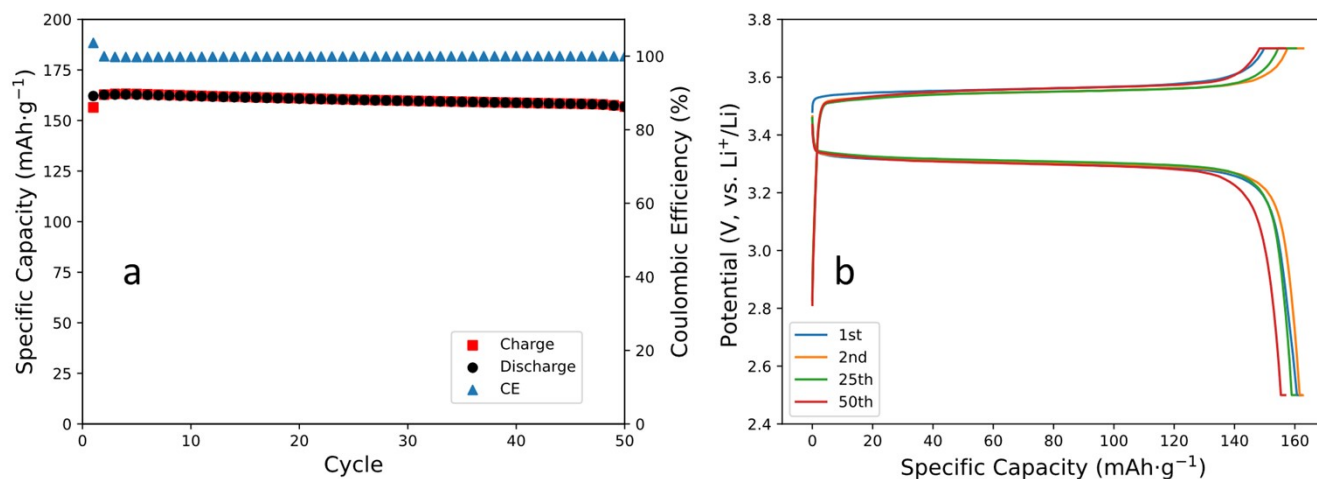 200
175
150
125
100
75
50
25
0
Specific Capacity (mAh·g⁻¹)
0
10
20
30
40
50
Cycle
100
80
60
40
20
0
Coulombic Efficiency (%)
a
Charge
Discharge
CE
3.8
3.6
3.4
3.2
3.0
2.8
2.6
2.4
Potential (V, vs. Li⁺/Li)
0
20
40
60
80
100
120
140
160
Specific Capacity (mAh·g⁻¹)
b
1st
2nd
25th
50th